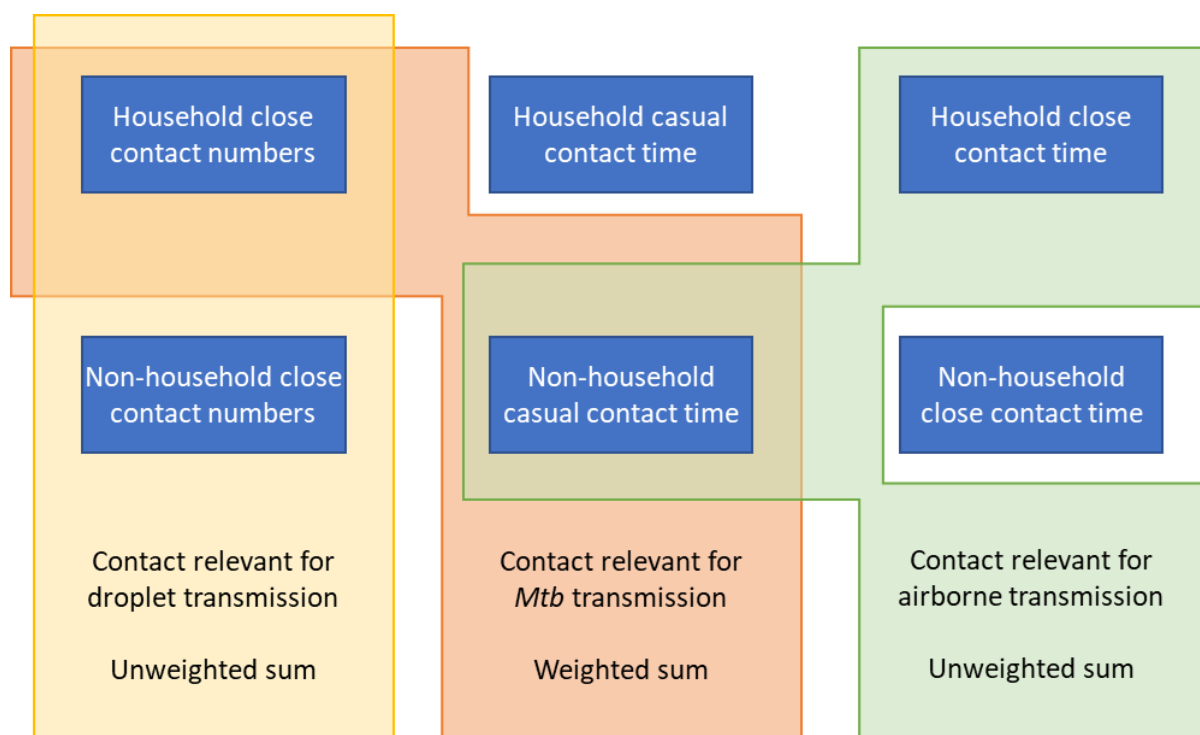 Household close
contact numbers
Household casual
contact time
Household close
contact time
Non-household close
contact numbers
Non-household
casual contact time
Non-household
close contact time
Contact relevant for
droplet transmission
Unweighted sum
Contact relevant for
Mtb transmission
Weighted sum
Contact relevant for
airborne transmission
Unweighted sum